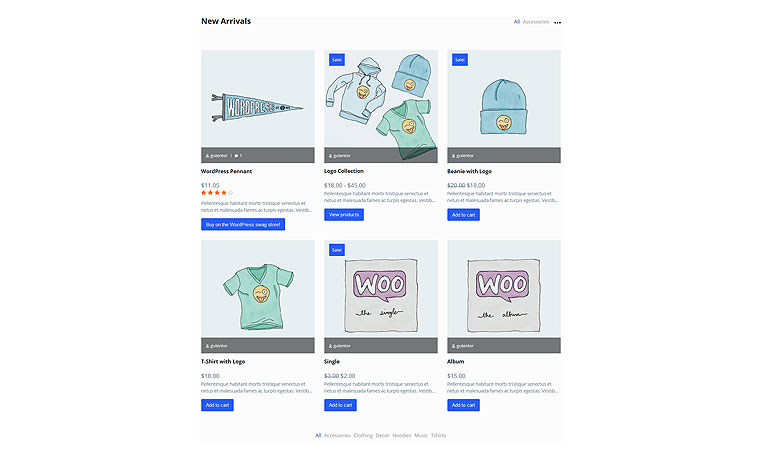 New Arrivals
All Accessories •••
WORDPRESS
Sale!
Sale!
gutentor | 1
gutentor
gutentor
WordPress Pennant
Logo Collection
Beanie with Logo
$11.05
$18.00 - $45.00
$20.00 $18.00
Pellentesque habitant morbi tristique senectus et
netus et malesuada fames ac turpis egestas. Vestib...
Pellentesque habitant morbi tristique senectus et
netus et malesuada fames ac turpis egestas. Vestib...
Pellentesque habitant morbi tristique senectus et
netus et malesuada fames ac turpis egestas. Vestib...
Buy on the WordPress swag store!
View products
Add to cart
Sale!
WOO
the single
WOO
the album
gutentor
gutentor
gutentor
T-Shirt with Logo
Single
Album
$18.00
$3.00 $2.00
$15.00
Pellentesque habitant morbi tristique senectus et
netus et malesuada fames ac turpis egestas. Vestib...
Pellentesque habitant morbi tristique senectus et
netus et malesuada fames ac turpis egestas. Vestib...
Pellentesque habitant morbi tristique senectus et
netus et malesuada fames ac turpis egestas. Vestib...
Add to cart
Add to cart
Add to cart
All Accessories Clothing Decor Hoodies Music Tshirts